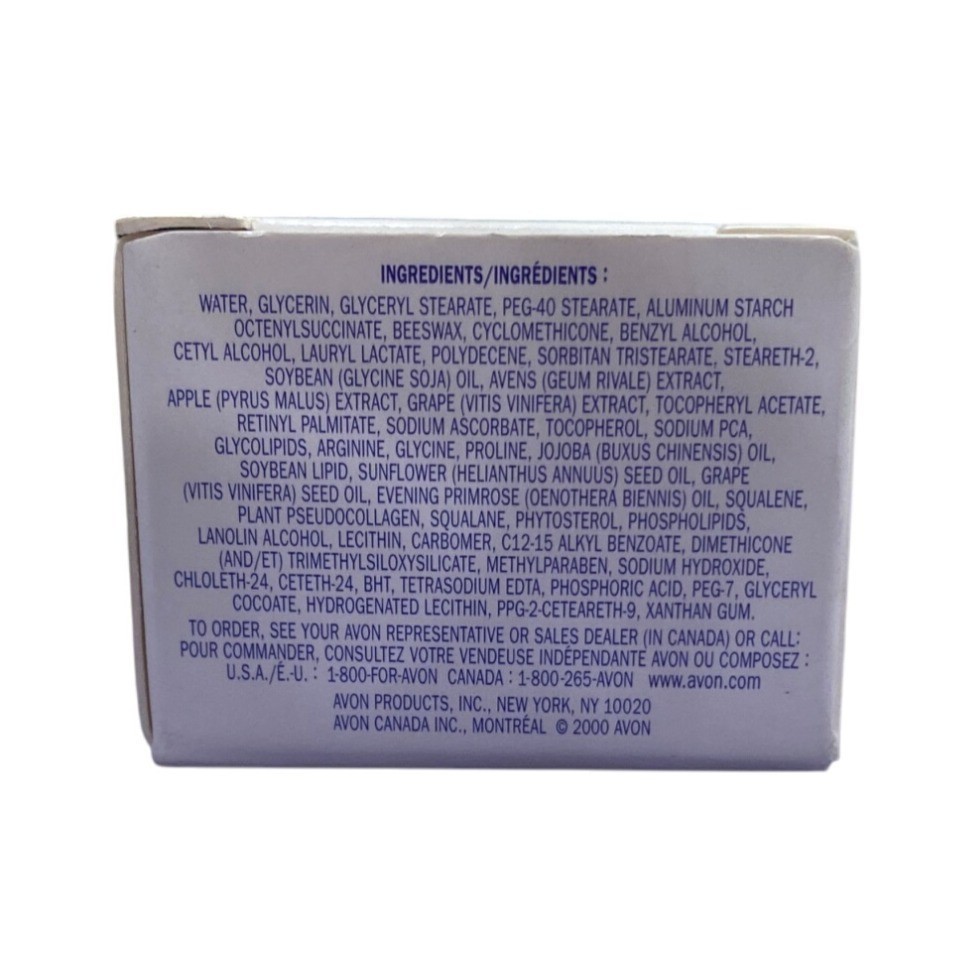 INGREDIENTS/INGRÉDIENTS :
WATER, GLYCERIN, GLYCERYL STEARATE, PEG-40 STEARATE, ALUMINUM STARCH
OCTENYLSUCCINATE, BEESWAX, CYCLOMETHICONE, BENZYL ALCOHOL,
CETYL ALCOHOL, LAURYL LACTATE, POLYDECENE, SORBITAN TRISTEARATE, STEARETH-2,
SOYBEAN (GLYCINE SOJA) OIL, AVENS (GEUM RIVALE) EXTRACT,
APPLE (PYRUS MALUS) EXTRACT, GRAPE (VITIS VINIFERA) EXTRACT, TOCOPHERYL ACETATE,
RETINYL PALMITATE, SODIUM ASCORBATE, TOCOPHEROL, SODIUM PCA,
GLYCOLIPIDS, ARGININE, GLYCINE, PROLINE, JOJOBA (BUXUS CHINENSIS) OIL,
SOYBEAN LIPID, SUNFLOWER (HELIANTHUS ANNUUS) SEED OIL, GRAPE
(VITIS VINIFERA) SEED OIL, EVENING PRIMROSE (OENOTHERA BIENNIS) OIL, SQUALENE,
PLANT PSEUDOCOLLAGEN, SQUALANE, PHYTOSTEROL, PHOSPHOLIPIDS,
LANOLIN ALCOHOL, LECITHIN, CARBOMER, C12-15 ALKYL BENZOATE, DIMETHICONE
(AND/ET) TRIMETHYLSILOXYSILICATE, METHYLPARABEN, SODIUM HYDROXIDE,
CHLOLETH-24, CETETH-24, BHT, TETRASODIUM EDTA, PHOSPHORIC ACID, PEG-7, GLYCERYL
COCOATE, HYDROGENATED LECITHIN, PPG-2-CETEARETH-9, XANTHAN GUM.
TO ORDER, SEE YOUR AVON REPRESENTATIVE OR SALES DEALER (IN CANADA) OR CALL:
POUR COMMANDER, CONSULTEZ VOTRE VENDEUSE INDÉPENDANTE AVON OU COMPOSEZ :
U.S.A./É.-U. : 1-800-FOR-AVON CANADA : 1-800-265-AVON www.avon.com
AVON PRODUCTS, INC., NEW YORK, NY 10020
AVON CANADA INC., MONTRÉAL © 2000 AVON